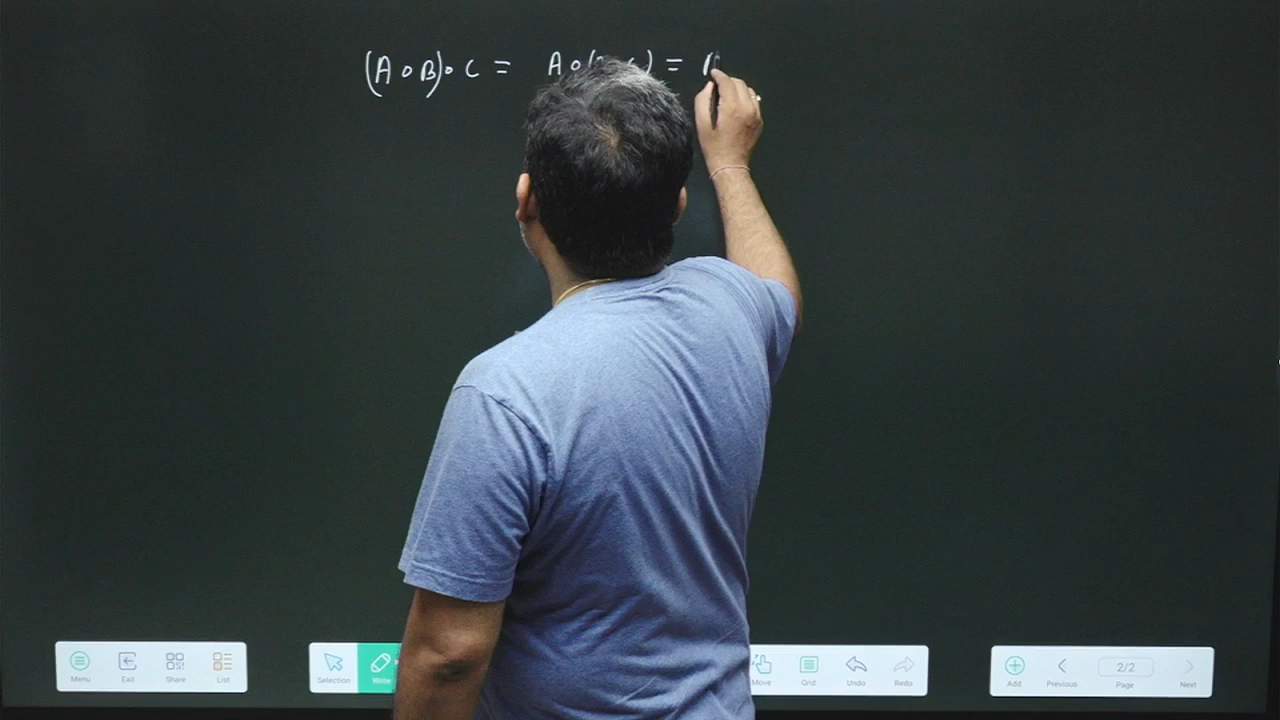 (A∘B)∘C = A∘( C) =
Menu Exit Share List Selection Write Move Grid Undo Redo Add Previous 2/2 Page Next